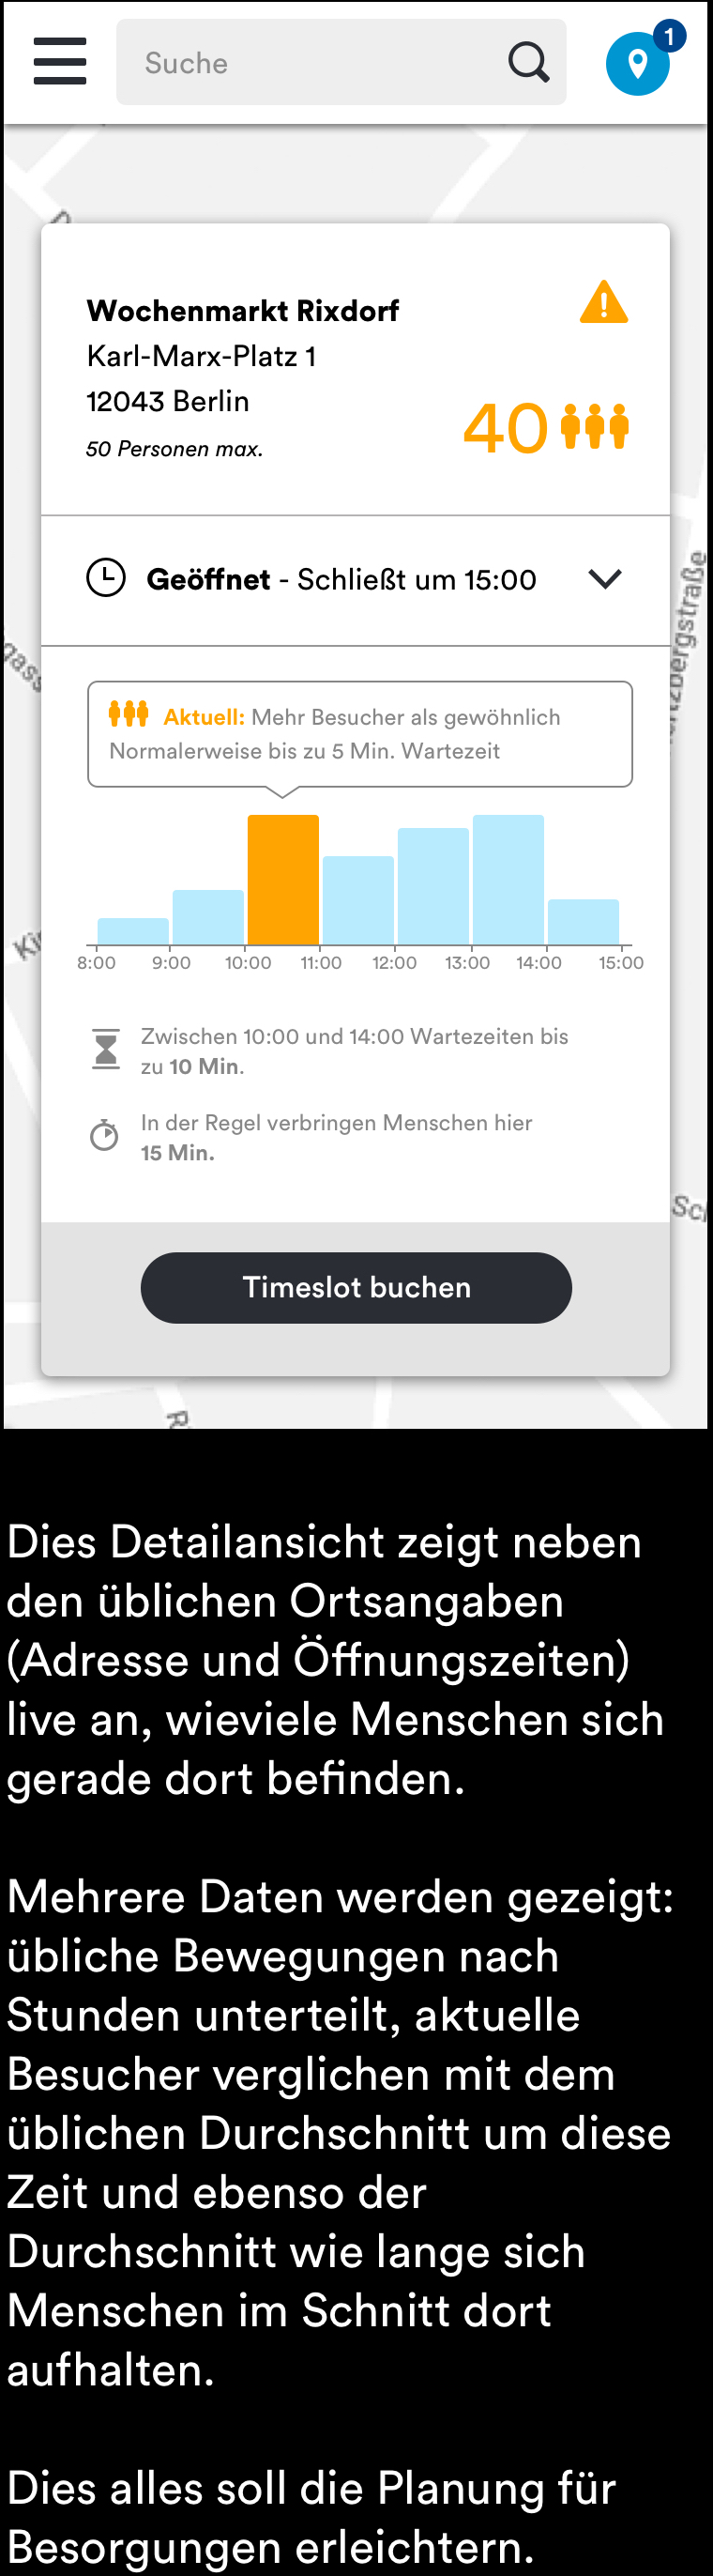 Suche
1
Wochenmarkt Rixdorf
Karl-Marx-Platz 1
12043 Berlin
50 Personen max.
40
Geöffnet - Schließt um 15:00
Aktuell: Mehr Besucher als gewöhnlich
Normalerweise bis zu 5 Min. Wartezeit
8:00 9:00 10:00 11:00 12:00 13:00 14:00 15:00
Zwischen 10:00 und 14:00 Wartezeiten bis
zu 10 Min.
In der Regel verbringen Menschen hier
15 Min.
Timeslot buchen
Dies Detailansicht zeigt neben
den üblichen Ortsangaben
(Adresse und Öffnungszeiten)
live an, wieviele Menschen sich
gerade dort befinden.
Mehrere Daten werden gezeigt:
übliche Bewegungen nach
Stunden unterteilt, aktuelle
Besucher verglichen mit dem
üblichen Durchschnitt um diese
Zeit und ebenso der
Durchschnitt wie lange sich
Menschen im Schnitt dort
aufhalten.
Dies alles soll die Planung für
Besorgungen erleichtern.